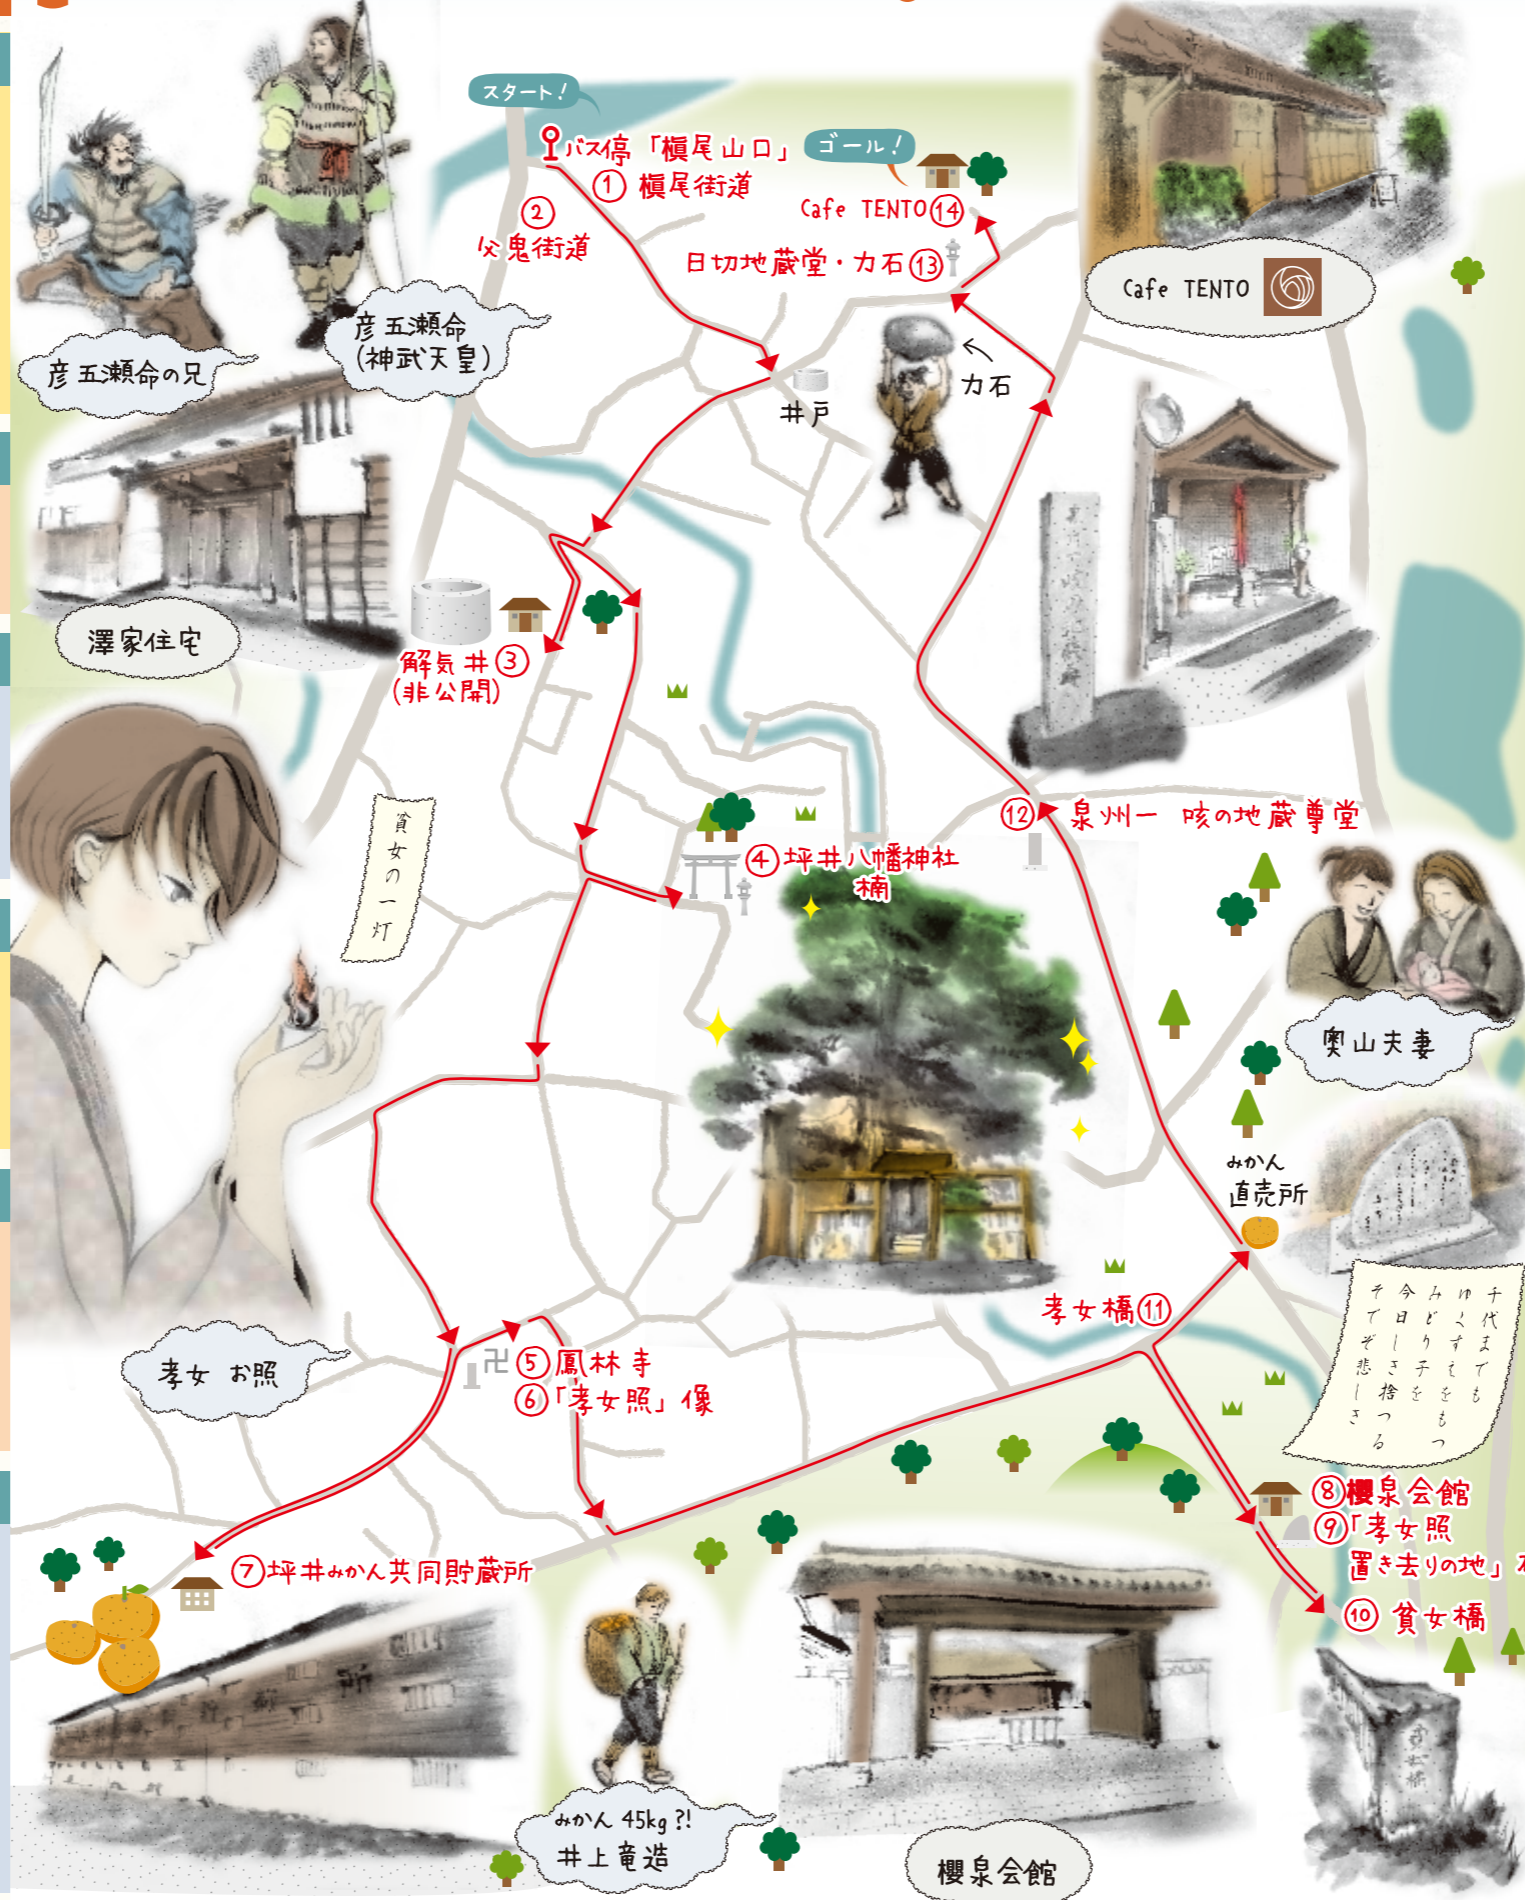 スタート!
バス停「槇尾山口」
① 槇尾街道
ゴール!
Cafe TENTO⑭
②
父鬼街道
日切地蔵堂・力石⑬
Cafe TENTO
彦五瀬命
(神武天皇)
彦五瀬命の兄
力石
井戸
澤家住宅
解気井③
(非公開)
貧女の一灯
④坪井八幡神社
楠
⑫ 泉州一 咳の地蔵尊堂
奥山夫妻
みかん
直売所
孝女橋⑪
千代までも
ゆくすえをもつ
みどり子を
今日しき捨つる
そでぞ悲しき
孝女 お照
卍⑤鳳林寺
⑥「孝女照」像
⑦坪井みかん共同貯蔵所
⑧櫻泉会館
⑨「孝女照
置き去りの地」
⑩ 貧女橋
貧女橋
みかん 45kg?!
井上竜造
櫻泉会館